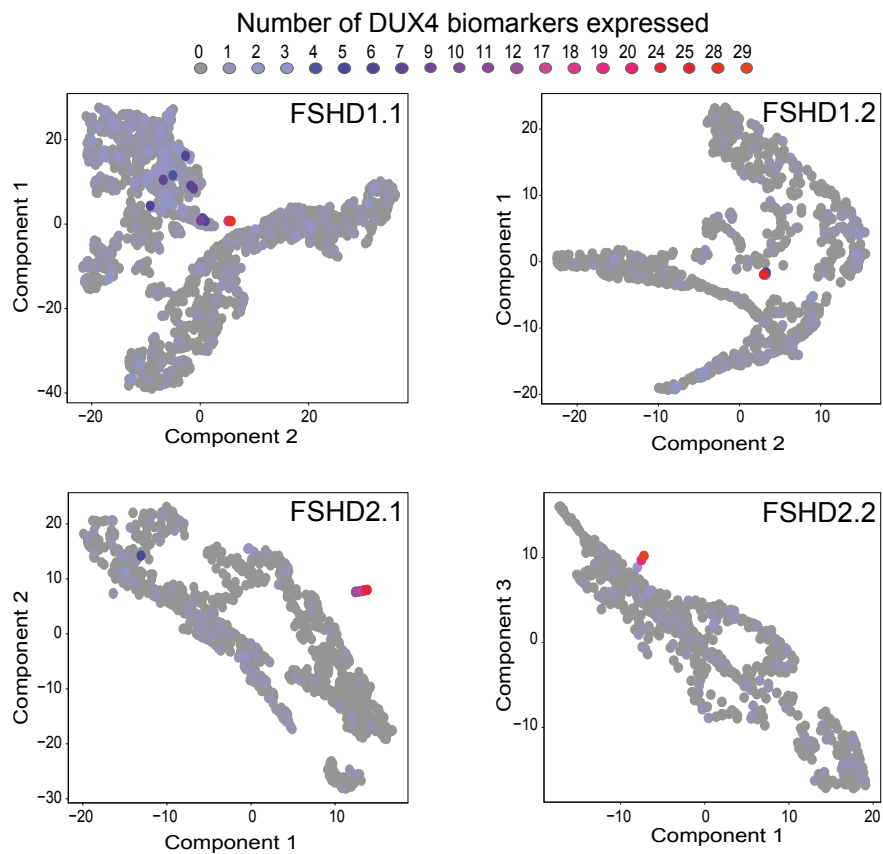 Number of DUX4 biomarkers expressed
0 1 2 3 4 5 6 7 9 10 11 12 17 18 19 20 24 25 28 29
FSHD1.1
20
0
−20
−40
−20 0 20
Component 1
Component 2
FSHD1.2
20
10
0
−10
−20
−20 −10 0 10
Component 1
Component 2
FSHD2.1
20
10
0
−10
−20
−30
−20 −10 0 10
Component 2
Component 1
FSHD2.2
10
0
−10
−10 0 10 20
Component 3
Component 1